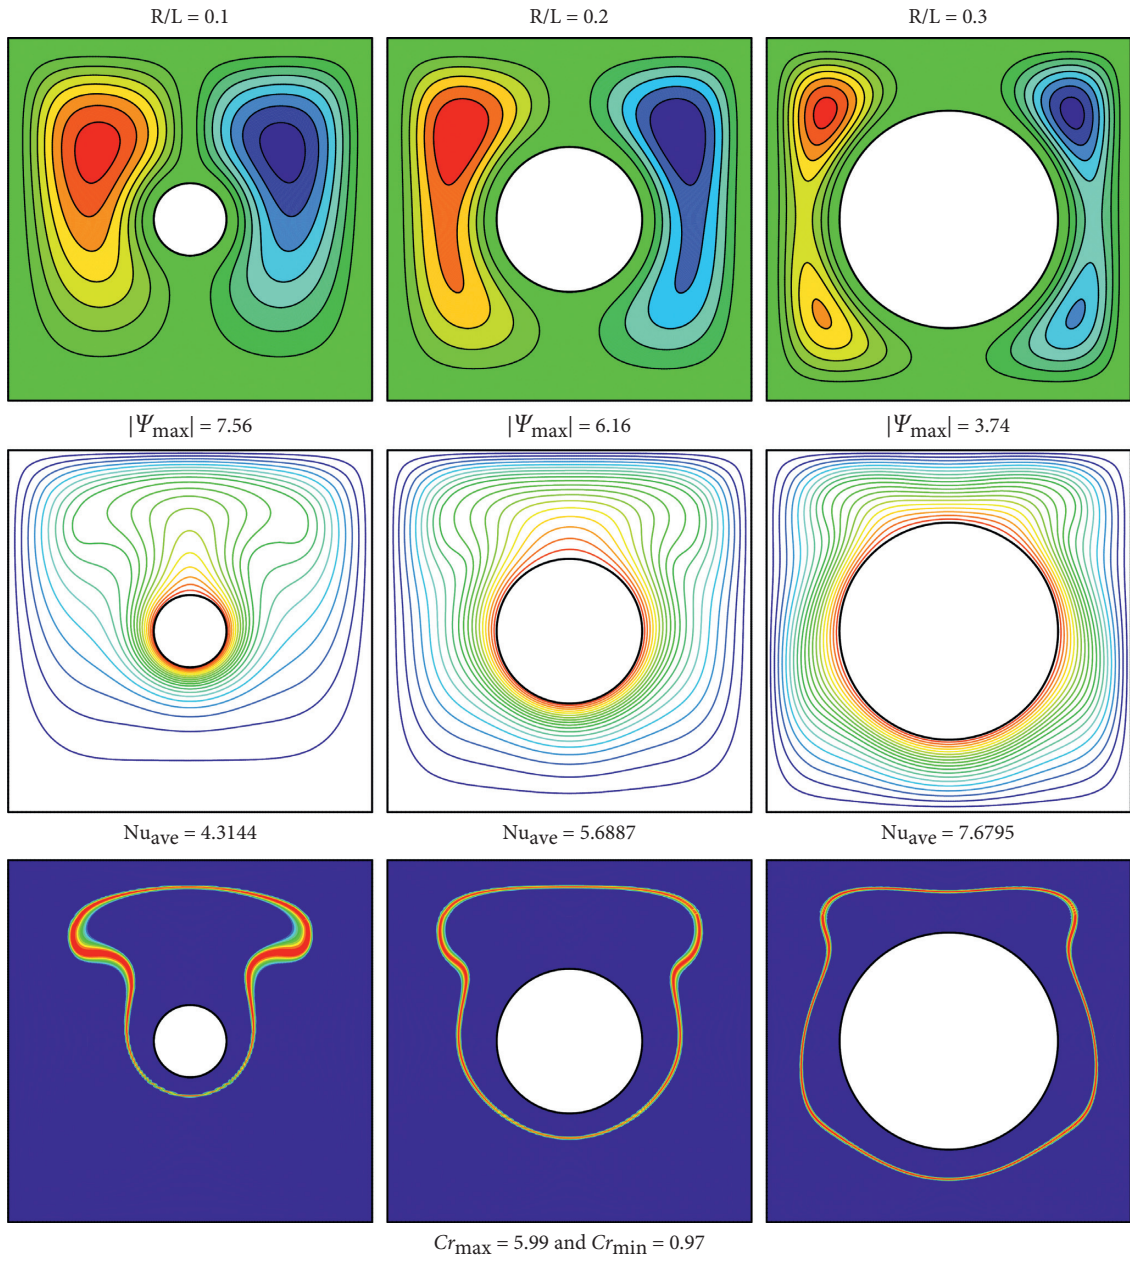 R/L = 0.1 R/L = 0.2 R/L = 0.3
|Ψmax| = 7.56 |Ψmax| = 6.16 |Ψmax| = 3.74
Nuave = 4.3144 Nuave = 5.6887 Nuave = 7.6795
Crmax = 5.99 and Crmin = 0.97